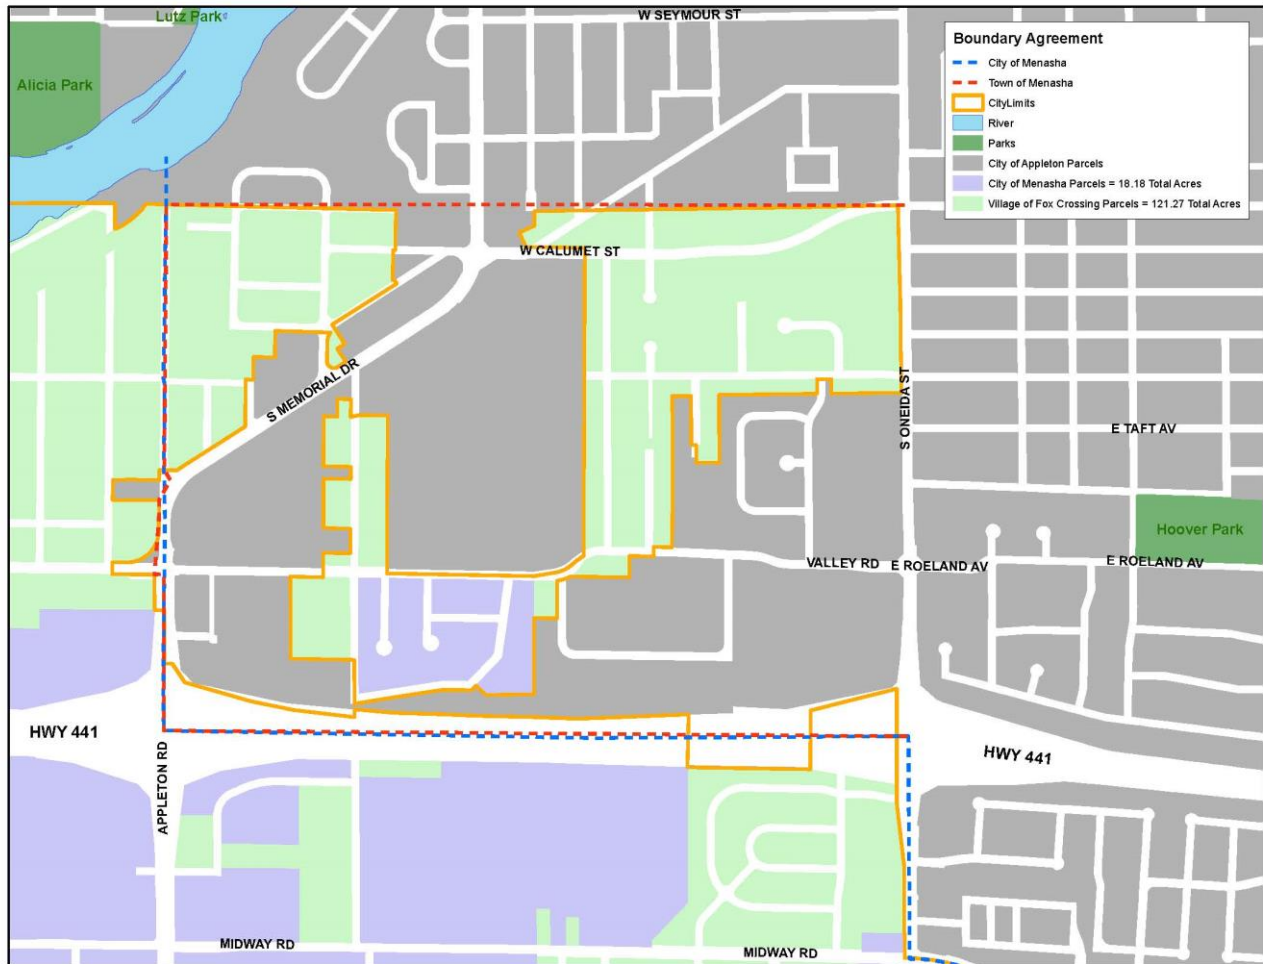 Lutz Park
W SEYMOUR ST
Alicia Park
Boundary Agreement
City of Menasha
Town of Menasha
CityLimits
River
Parks
City of Appleton Parcels
City of Menasha Parcels = 18.18 Total Acres
Village of Fox Crossing Parcels = 121.27 Total Acres
W CALUMET ST
S MEMORIAL DR
S ONEIDA ST
E TAFT AV
Hoover Park
VALLEY RD
E ROELAND AV
E ROELAND AV
HWY 441
HWY 441
APPLETON RD
MIDWAY RD
MIDWAY RD